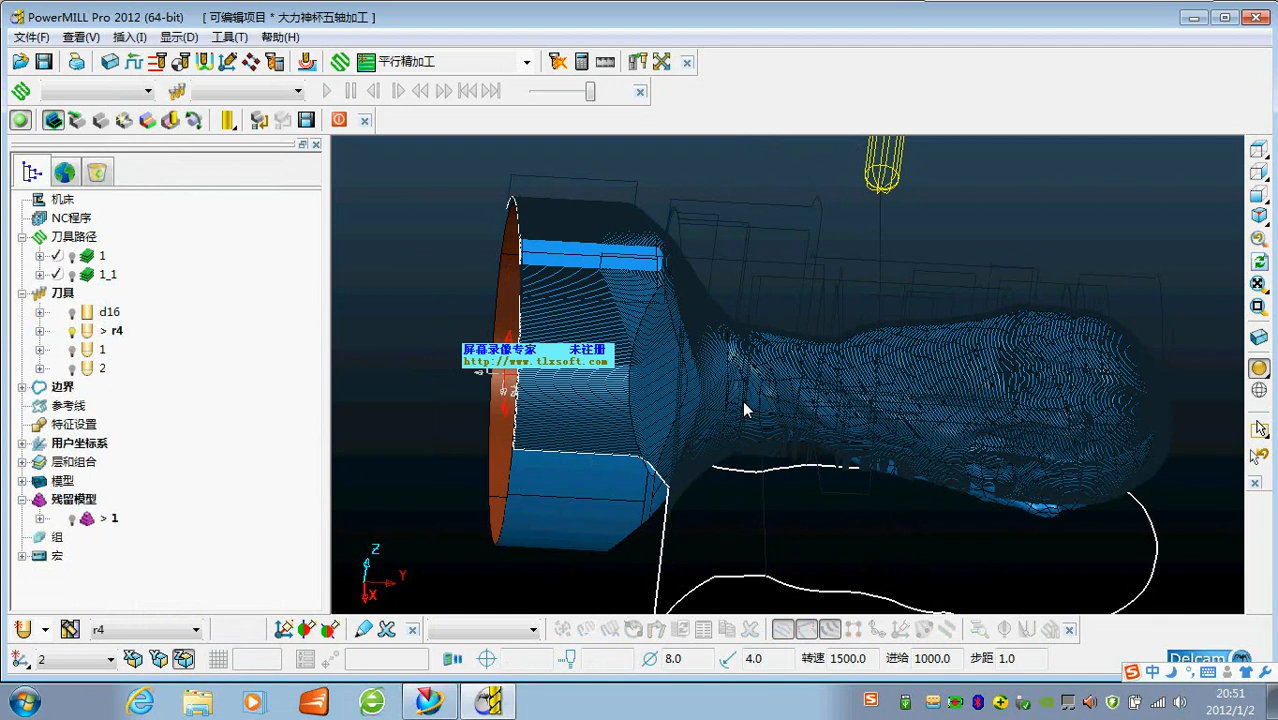 PowerMILL Pro 2012 (64-bit) [ 可编辑项目 * 大力神杯五轴加工 ]
文件(F) 查看(V) 插入(I) 显示(D) 工具(T) 帮助(H)
平行精加工
机床
NC程序
刀具路径
1
1_1
刀具
d16
> r4
1
2
边界
参考线
特征设置
用户坐标系
层和组合
模型
残留模型
> 1
组
宏
屏幕录像专家 未注册
http://www.tlxsoft.com
Z
Y
X
r4
2
8.0
4.0
转速 1500.0
进给 1000.0
步距 1.0
Delcam
中
20:51
2012/1/2